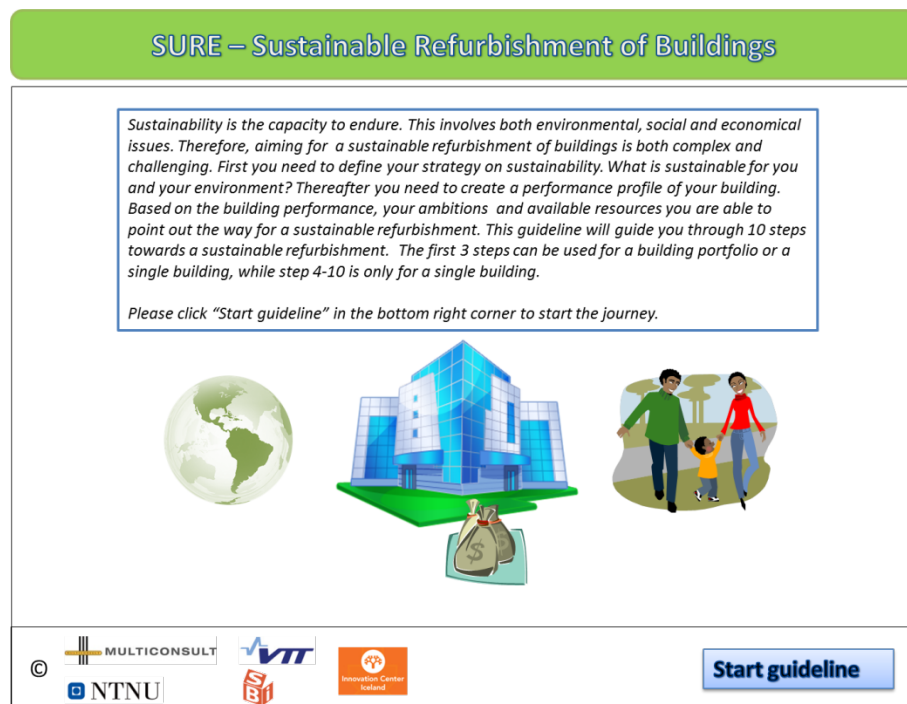 SURE – Sustainable Refurbishment of Buildings
Sustainability is the capacity to endure. This involves both environmental, social and economical
issues. Therefore, aiming for a sustainable refurbishment of buildings is both complex and
challenging. First you need to define your strategy on sustainability. What is sustainable for you
and your environment? Thereafter you need to create a performance profile of your building.
Based on the building performance, your ambitions and available resources you are able to
point out the way for a sustainable refurbishment. This guideline will guide you through 10 steps
towards a sustainable refurbishment. The first 3 steps can be used for a building portfolio or a
single building, while step 4-10 is only for a single building.
Please click “Start guideline” in the bottom right corner to start the journey.
$ $
© MULTICONSULT VTT
NTNU SBI
Innovation Center
Iceland
Start guideline